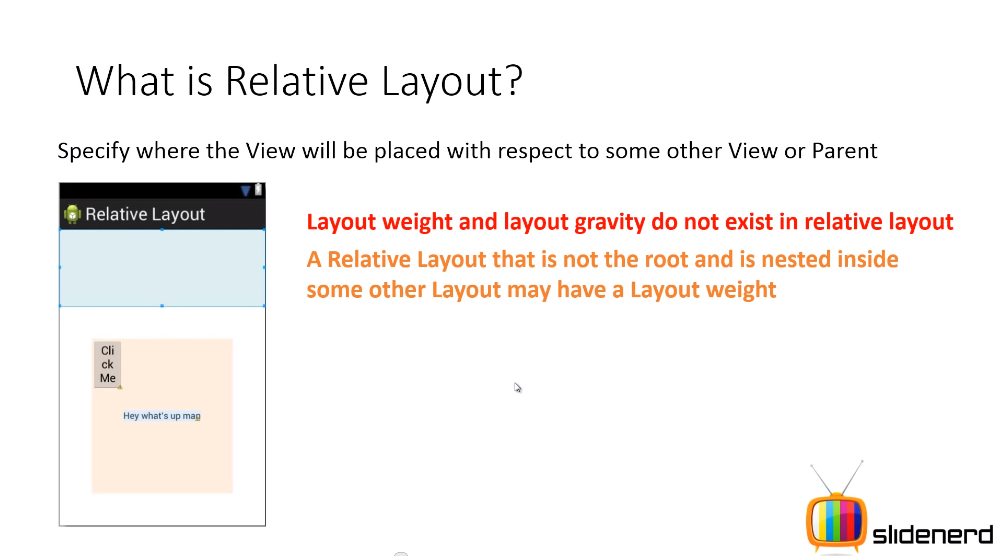 What is Relative Layout?
Specify where the View will be placed with respect to some other View or Parent
Relative Layout
Cli
ck
Me
Hey what's up man
Layout weight and layout gravity do not exist in relative layout
A Relative Layout that is not the root and is nested inside
some other Layout may have a Layout weight
slidenerd